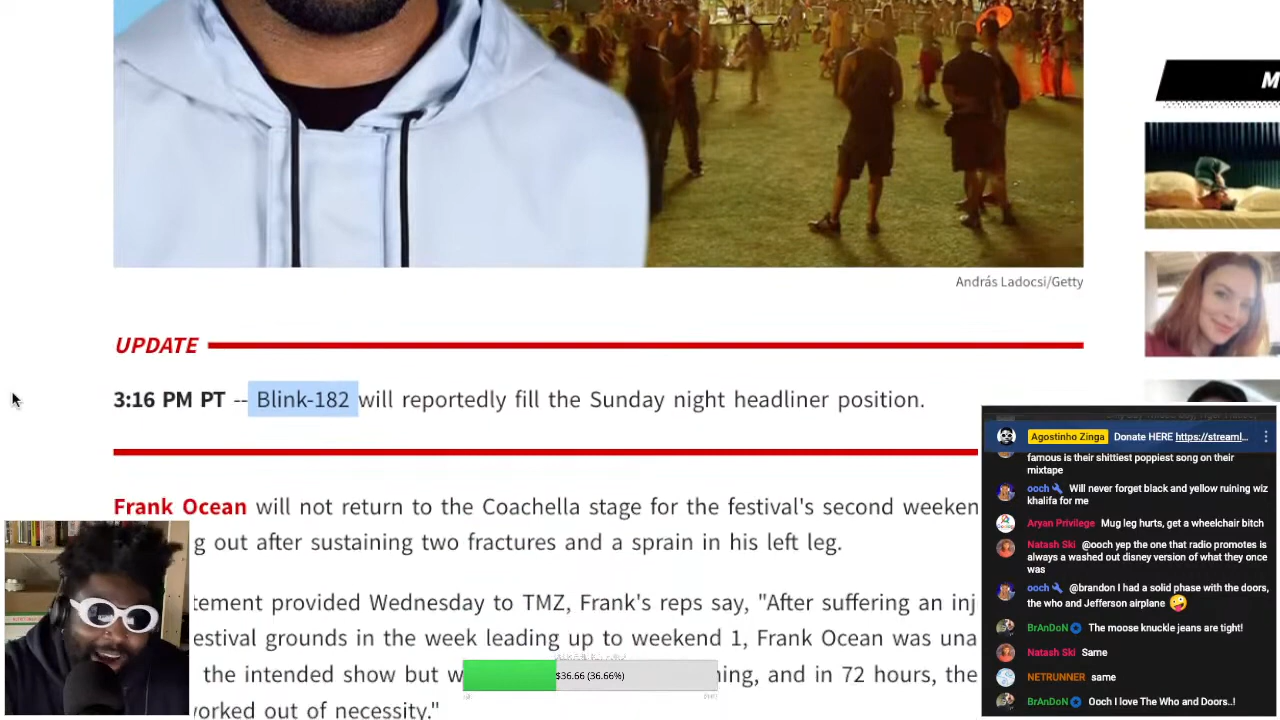 M
András Ladocsi/Getty
UPDATE
3:16 PM PT -- Blink-182 will reportedly fill the Sunday night headliner position.
Frank Ocean will not return to the Coachella stage for the festival's second weeken
g out after sustaining two fractures and a sprain in his left leg.
tement provided Wednesday to TMZ, Frank's reps say, "After suffering an inj
estival grounds in the week leading up to weekend 1, Frank Ocean was una
the intended show but w ning, and in 72 hours, the
orked out of necessity."
$36.66 (36.66%)
Agostinho Zinga Donate HERE https://streaml...
famous is their shittiest poppiest song on their
mixtape
ooch Will never forget black and yellow ruining wiz
khalifa for me
Aryan Privilege Mug leg hurts, get a wheelchair bitch
Natash Ski @ooch yep the one that radio promotes is
always a washed out disney version of what they once
was
ooch @brandon I had a solid phase with the doors,
the who and Jefferson airplane 🤪
BrAnDoN The moose knuckle jeans are tight!
Natash Ski Same
NETRUNNER same
BrAnDoN Ooch I love The Who and Doors..!